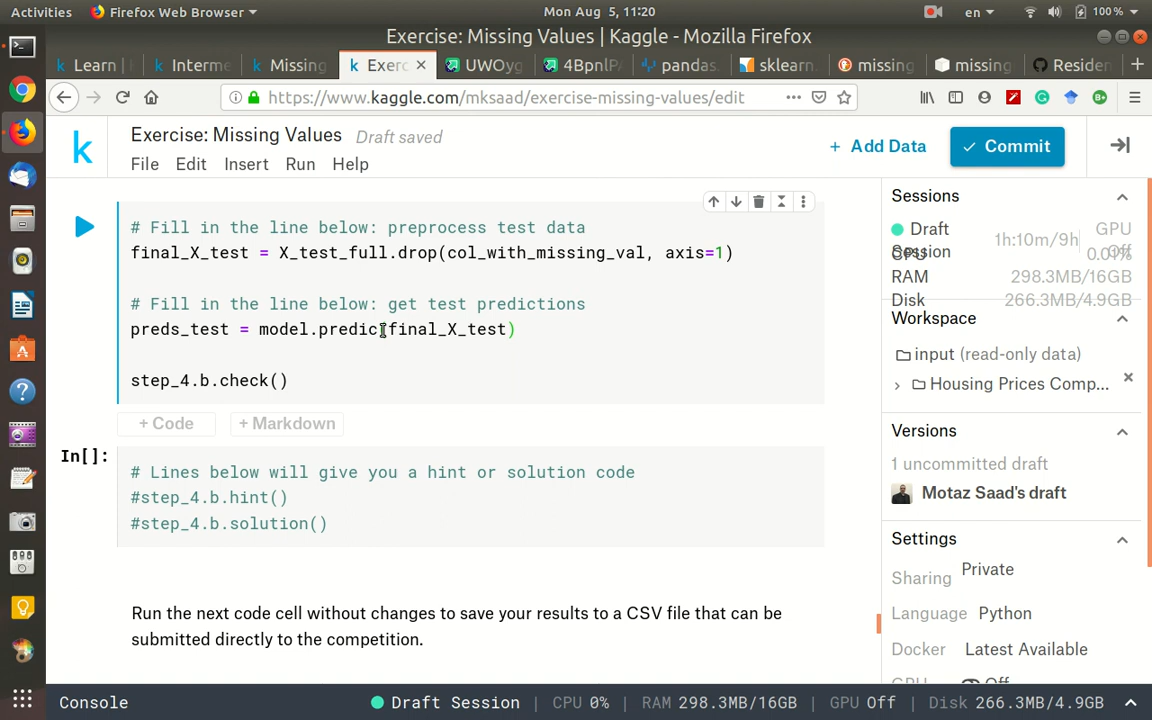 Activities
Firefox Web Browser
Mon Aug 5, 11:20
en
100 %
Exercise: Missing Values | Kaggle - Mozilla Firefox
Learn |
Interme
Missing
Exerc
UWOyg
4BpnlP
pandas
sklearn
missing
missing
Residen
https://www.kaggle.com/mksaad/exercise-missing-values/edit
Exercise: Missing Values
Draft saved
File Edit Insert Run Help
+ Add Data
Commit
# Fill in the line below: preprocess test data
final_X_test = X_test_full.drop(col_with_missing_val, axis=1)
# Fill in the line below: get test predictions
preds_test = model.predic(final_X_test)
step_4.b.check()
+ Code
+ Markdown
In[]:
# Lines below will give you a hint or solution code
#step_4.b.hint()
#step_4.b.solution()
Run the next code cell without changes to save your results to a CSV file that can be
submitted directly to the competition.
Sessions
Draft Session
1h:10m/9h
GPU Off
CPU
0.01%
RAM
298.3MB/16GB
Disk
266.3MB/4.9GB
Workspace
input (read-only data)
Housing Prices Comp...
Versions
1 uncommitted draft
Motaz Saad's draft
Settings
Sharing
Private
Language
Python
Docker
Latest Available
GPU
Off
Console
Draft Session | CPU 0% | RAM 298.3MB/16GB | GPU Off | Disk 266.3MB/4.9GB